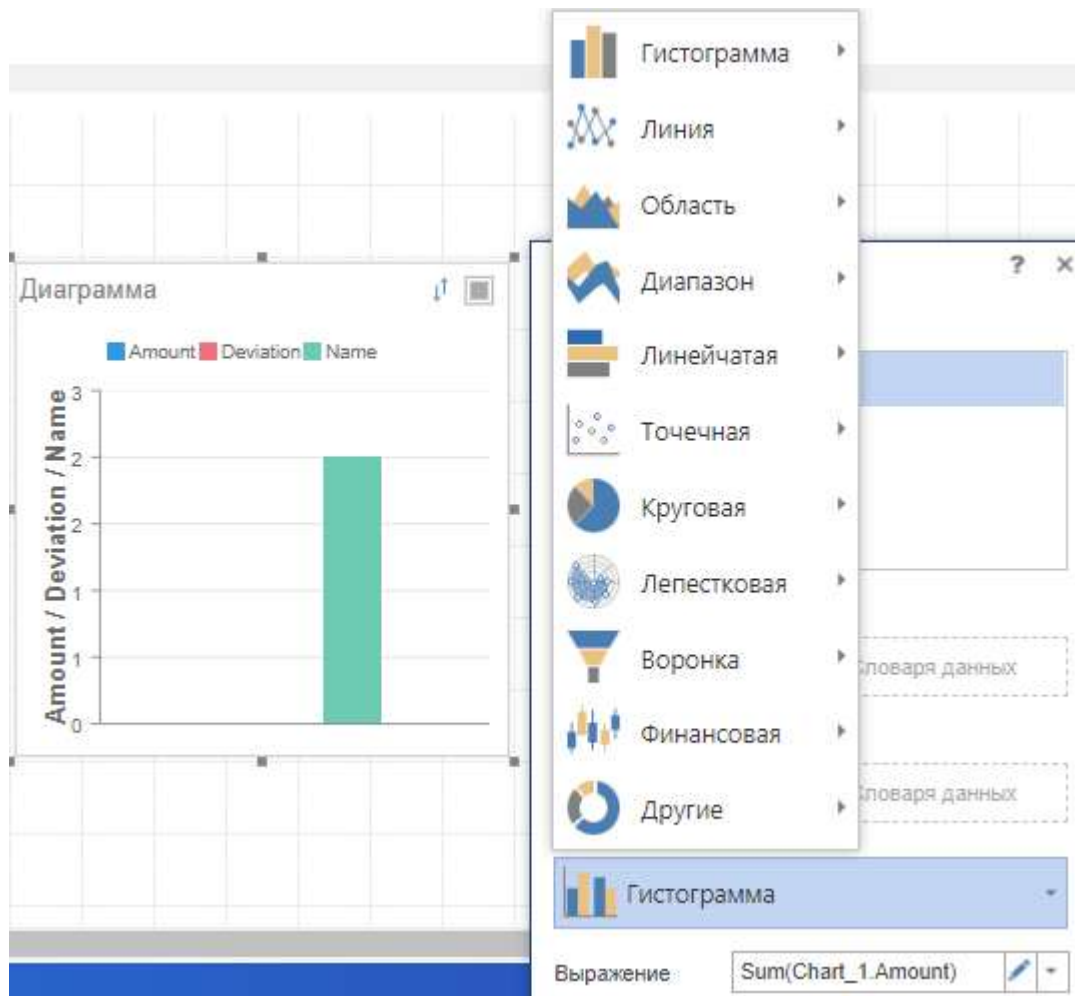 Гистограмма
Линия
Область
Диапазон
Линейчатая
Точечная
Круговая
Лепестковая
Воронка
Финансовая
Другие
? ×
Диаграмма
Amount Deviation Name
Amount / Deviation / Name
3
2
2
1
1
0
Словаря данных
Словаря данных
Гистограмма
Выражение Sum(Chart_1.Amount)